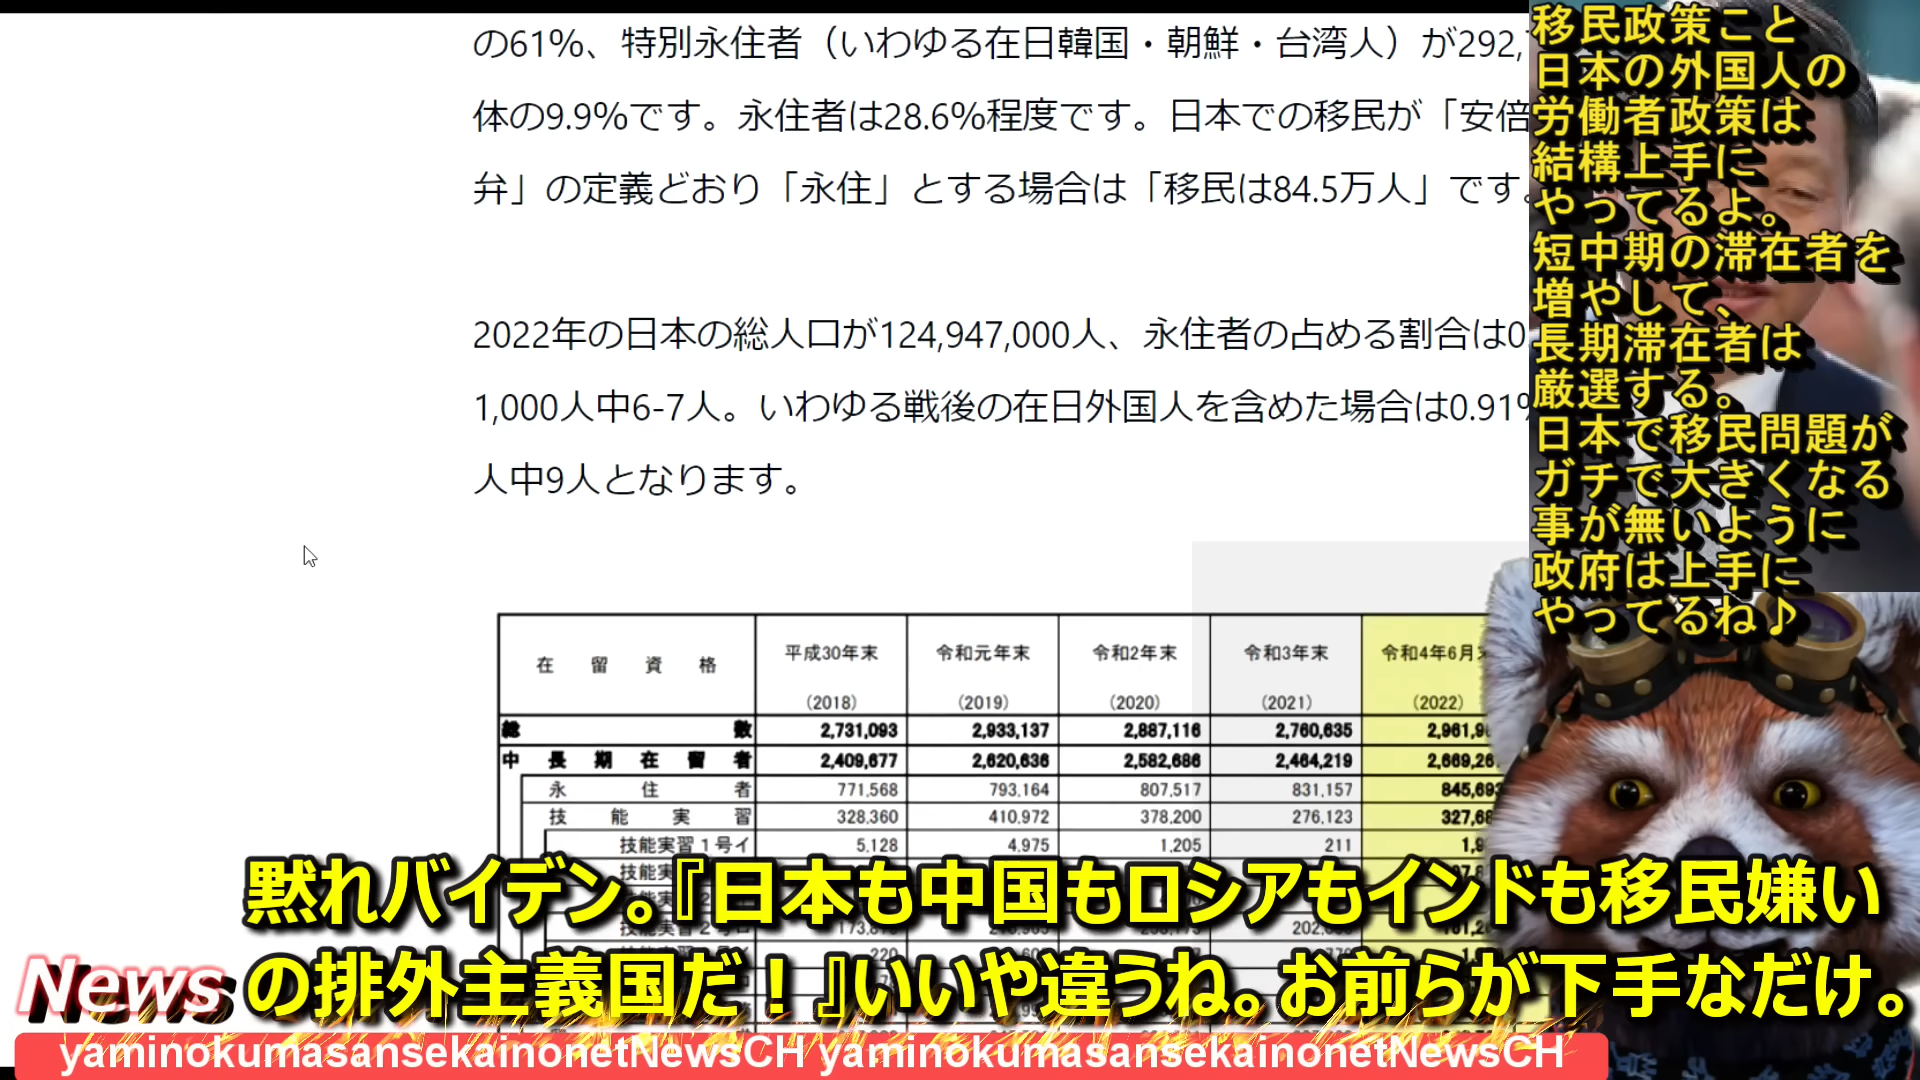 の61%、特別永住者（いわゆる在日韓国・朝鮮・台湾人）が292,
体の9.9%です。永住者は28.6%程度です。日本での移民が「安倍
弁」の定義どおり「永住」とする場合は「移民は84.5万人」です。
2022年の日本の総人口が124,947,000人、永住者の占める割合は0.
1,000人中6-7人。いわゆる戦後の在日外国人を含めた場合は0.91%
人中9人となります。
移民政策こと
日本の外国人の
労働者政策は
結構上手に
やってるよ。
短中期の滞在者を
増やして、
長期滞在者は
厳選する。
日本で移民問題が
ガチで大きくなる
事が無いように
政府は上手に
やってるね♪
在留資格 平成30年末 令和元年末 令和2年末 令和3年末 令和4年6月末
（2018） （2019） （2020） （2021） （2022）
総数 2,731,093 2,933,137 2,887,116 2,760,635 2,961,9
中長期在留者 2,409,677 2,620,636 2,582,686 2,464,219 2,669,26
永住者 771,568 793,164 807,517 831,157 845,693
技能実習 328,360 410,972 378,200 276,123 327,68
技能実習1号イ 5,128 4,975 1,205 211 1,9
黙れバイデン。『日本も中国もロシアもインドも移民嫌い
の排外主義国だ！』いいや違うね。お前らが下手なだけ。
News
yaminokumasansekainonetNewsCH yaminokumasansekainonetNewsCH